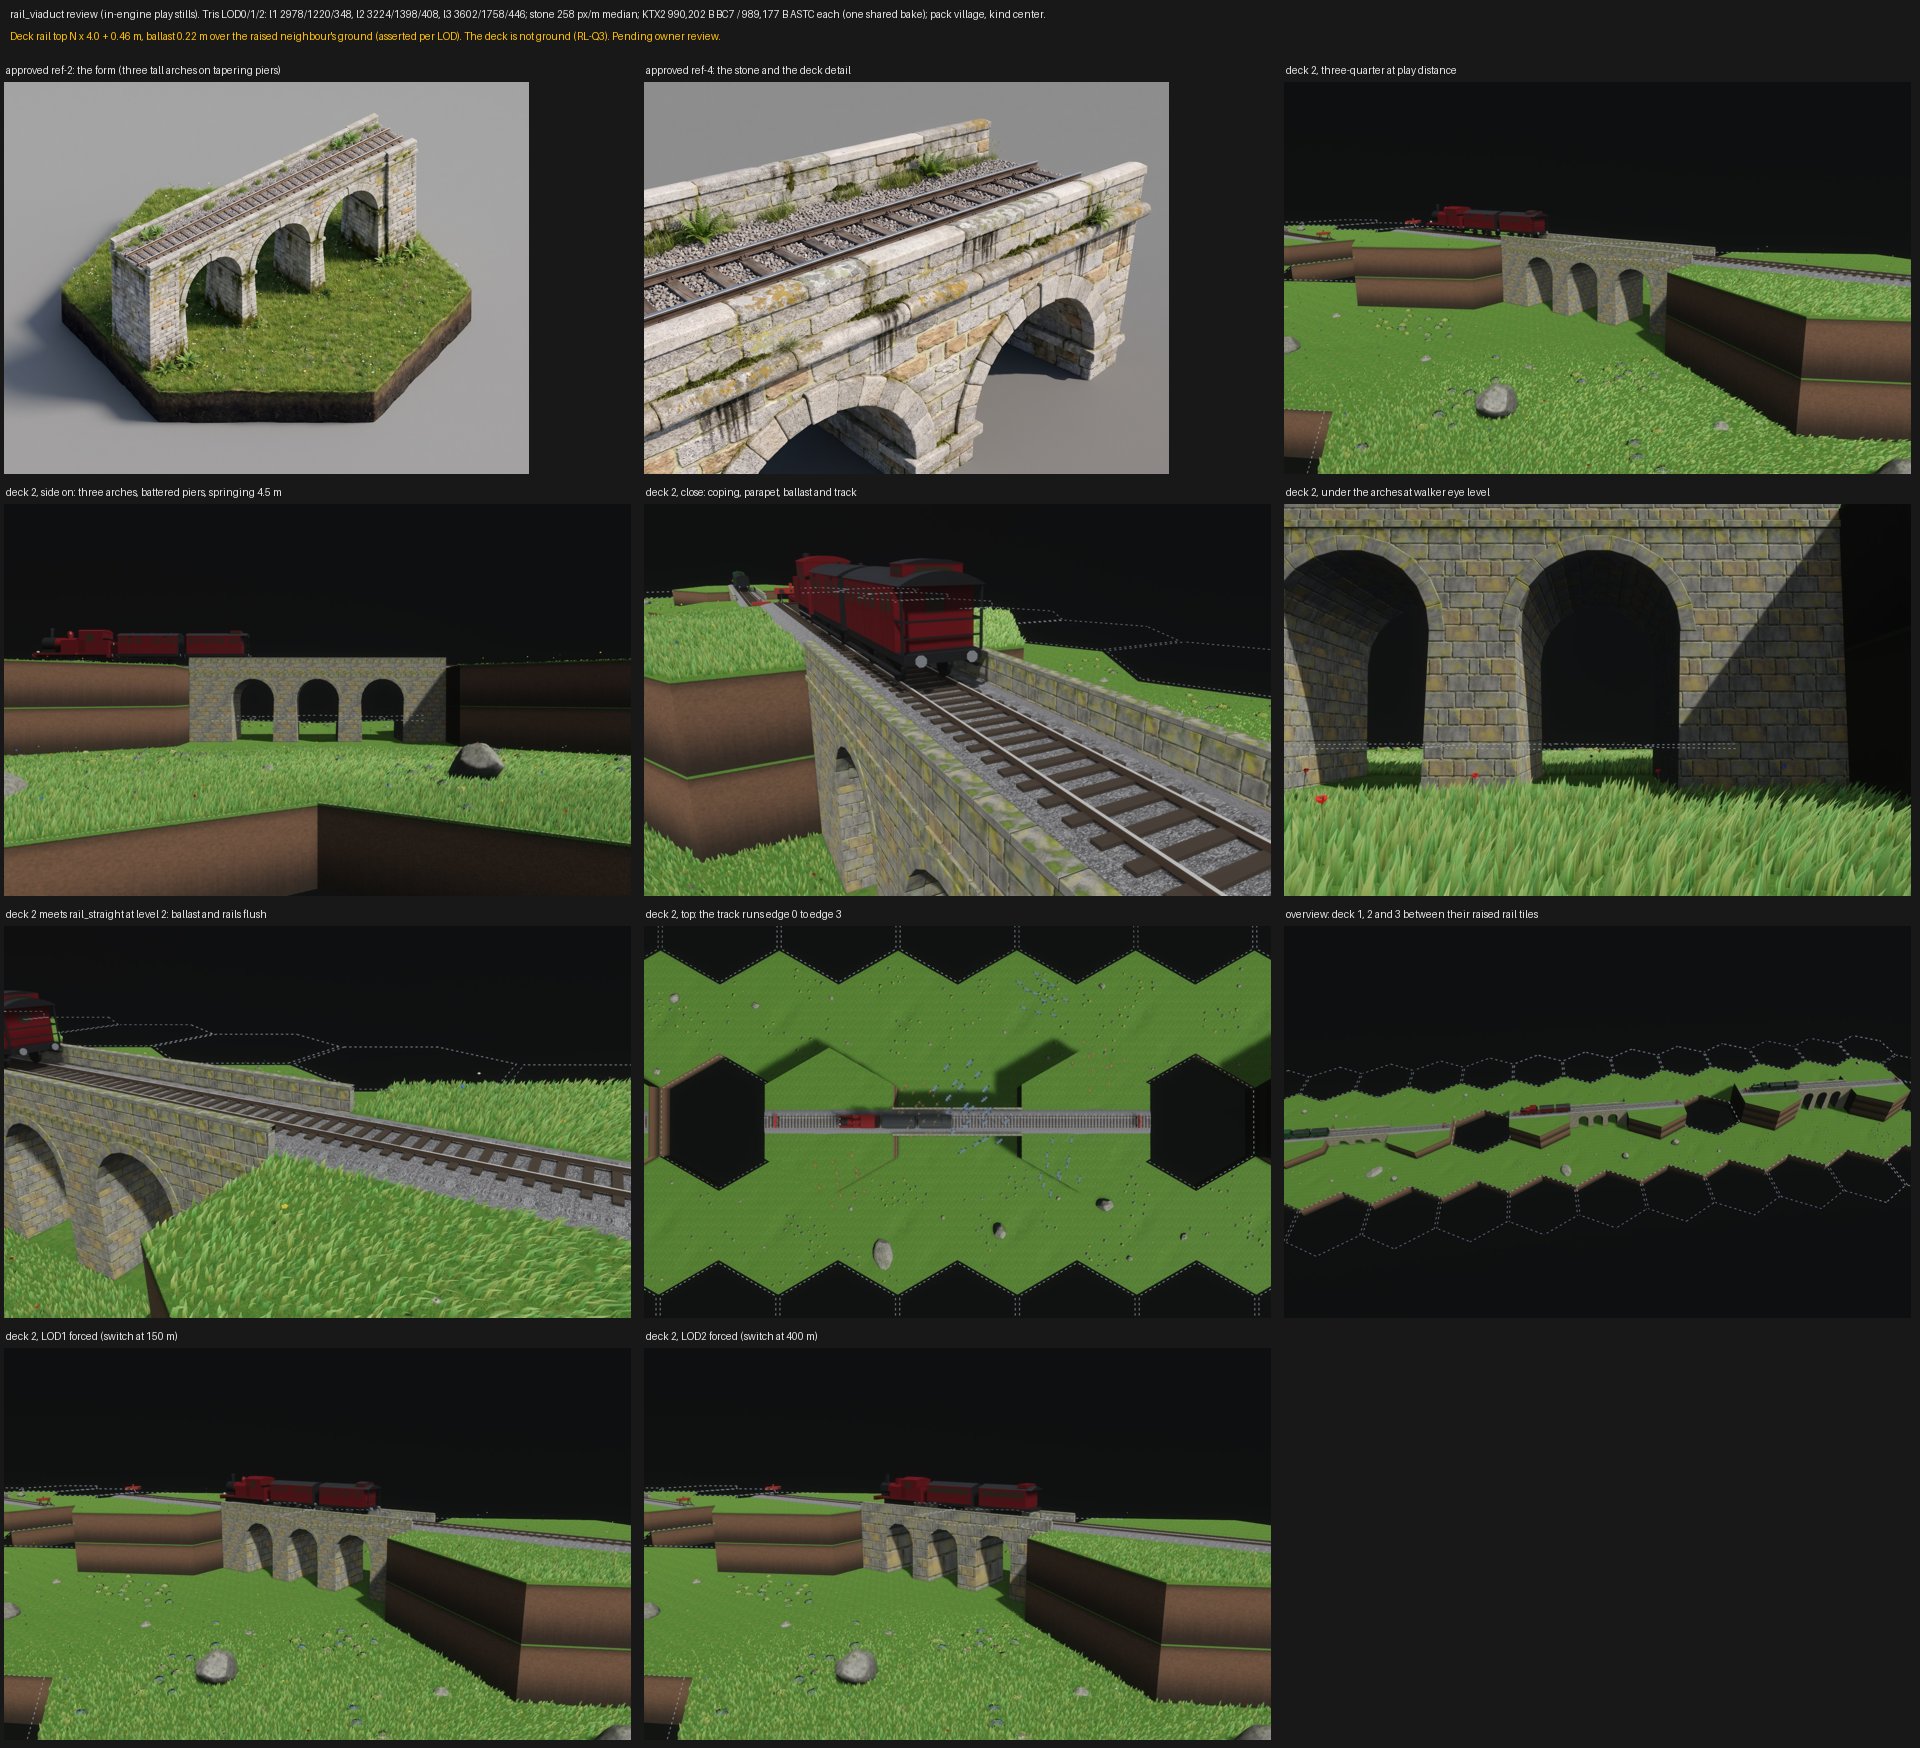 rail_viaduct review (in-engine play stills). Tris LOD0/1/2: l1 2978/1220/348, l2 3224/1398/408, l3 3602/1758/446; stone 258 px/m median; KTX2 990,202 B BC7 / 989,177 B ASTC each (one shared bake); pack village, kind center.
Deck rail top N x 4.0 + 0.46 m, ballast 0.22 m over the raised neighbour's ground (asserted per LOD). The deck is not ground (RL-Q3). Pending owner review.
approved ref-2: the form (three tall arches on tapering piers)
approved ref-4: the stone and the deck detail
deck 2, three-quarter at play distance
deck 2, side on: three arches, battered piers, springing 4.5 m
deck 2, close: coping, parapet, ballast and track
deck 2, under the arches at walker eye level
deck 2 meets rail_straight at level 2: ballast and rails flush
deck 2, top: the track runs edge 0 to edge 3
overview: deck 1, 2 and 3 between their raised rail tiles
deck 2, LOD1 forced (switch at 150 m)
deck 2, LOD2 forced (switch at 400 m)